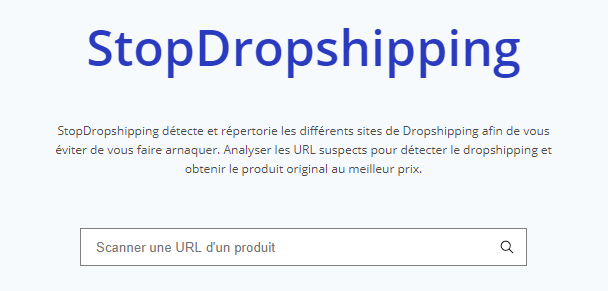 StopDropshipping
StopDropshipping détecte et répertorie les différents sites de Dropshipping afin de vous
éviter de vous faire arnaquer. Analyser les URL suspects pour détecter le dropshipping et
obtenir le produit original au meilleur prix.
Scanner une URL d'un produit